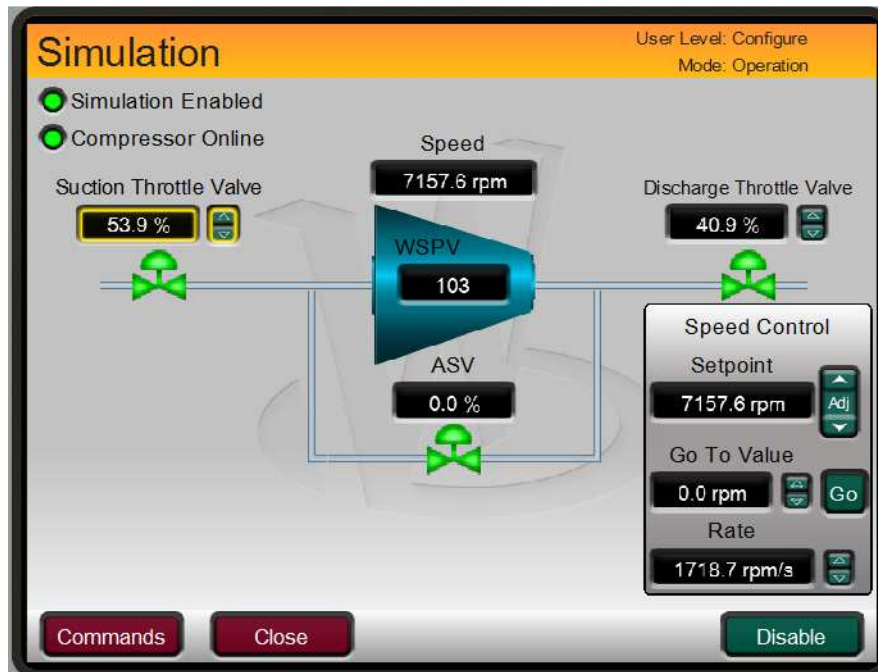 Simulation
User Level: Configure
Mode: Operation
Simulation Enabled
Compressor Online
Speed
7157.6 rpm
Suction Throttle Valve
53.9 %
Discharge Throttle Valve
40.9 %
WSPV
103
ASV
0.0 %
Speed Control
Setpoint
7157.6 rpm
Adj
Go To Value
0.0 rpm
Go
Rate
1718.7 rpm/s
Commands
Close
Disable